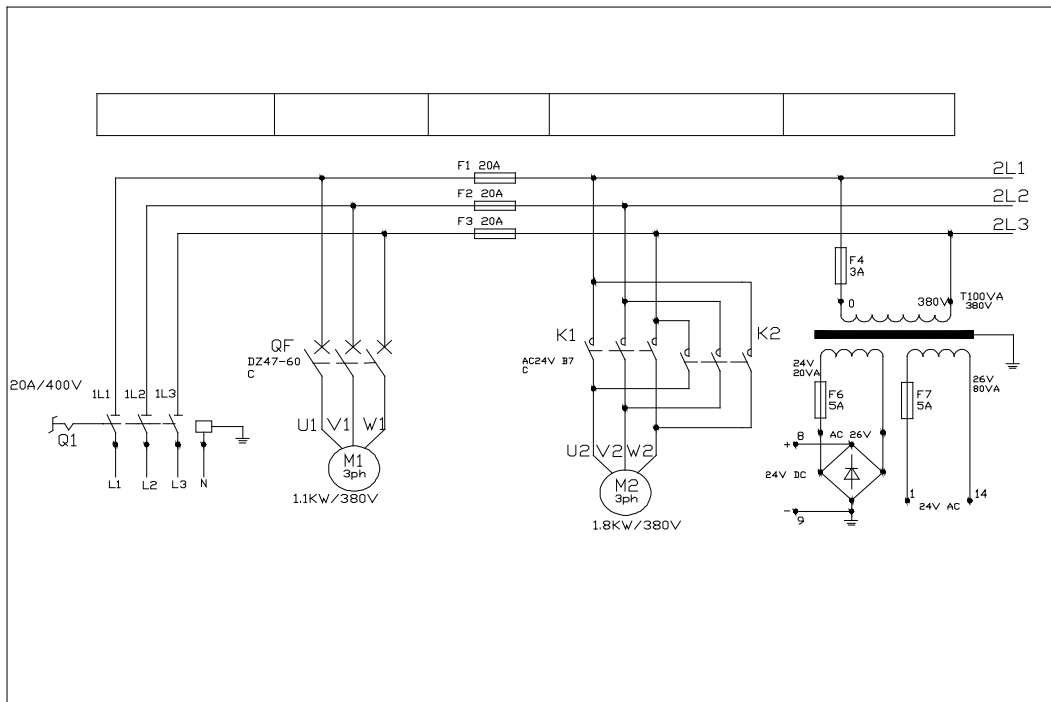 F1 20A
2L1
F2 20A
2L2
F3 20A
2L3
F4
3A
0
380V
T100VA
380V
QF
DZ47-60
C
K1
AC24V B7
C
K2
24V
20VA
26V
80VA
F6
5A
F7
5A
20A/400V
1L1
1L2
1L3
Q1
L1
L2
L3
N
U1
V1
W1
M1
3ph
1.1KW/380V
U2
V2
W2
M2
3ph
1.8KW/380V
+
8
AC 26V
24V DC
-
9
1
24V AC
14